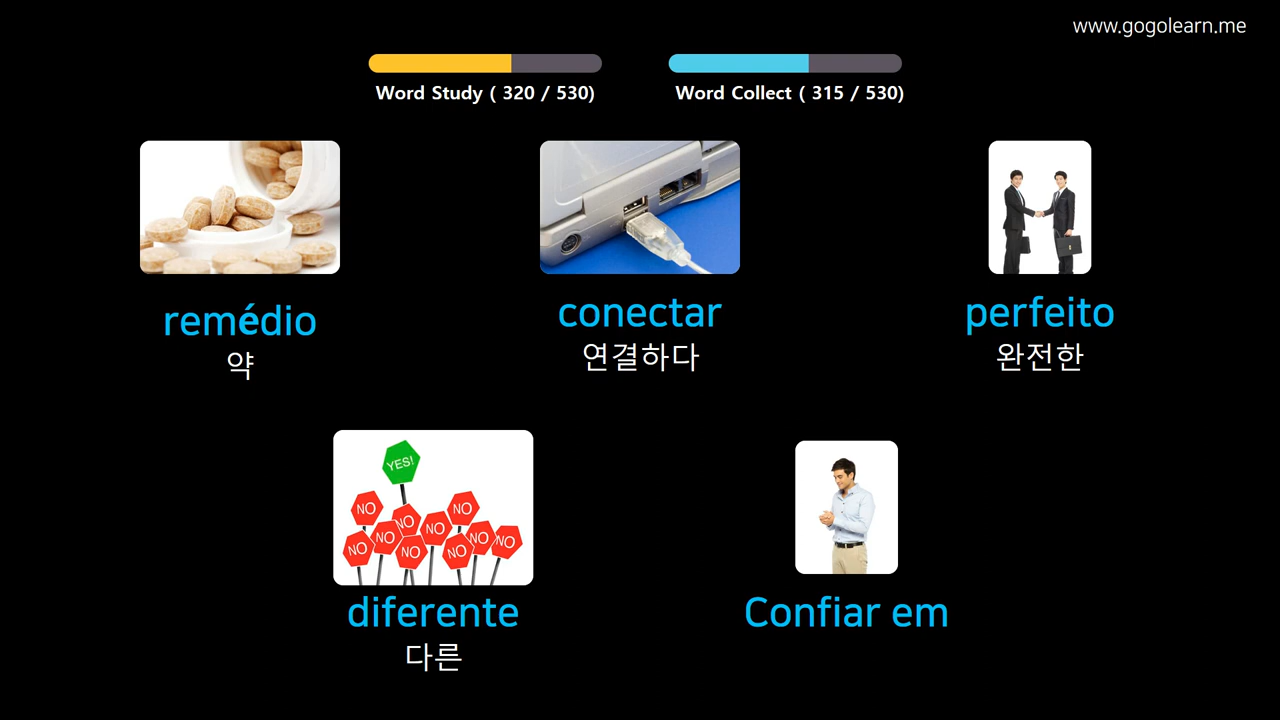 www.gogolearn.me
Word Study ( 320 / 530)
Word Collect ( 315 / 530)
remédio
약
conectar
연결하다
perfeito
완전한
YES!
NO
NO
NO
NO
NO
NO
NO
NO
NO
NO
diferente
다른
Confiar em